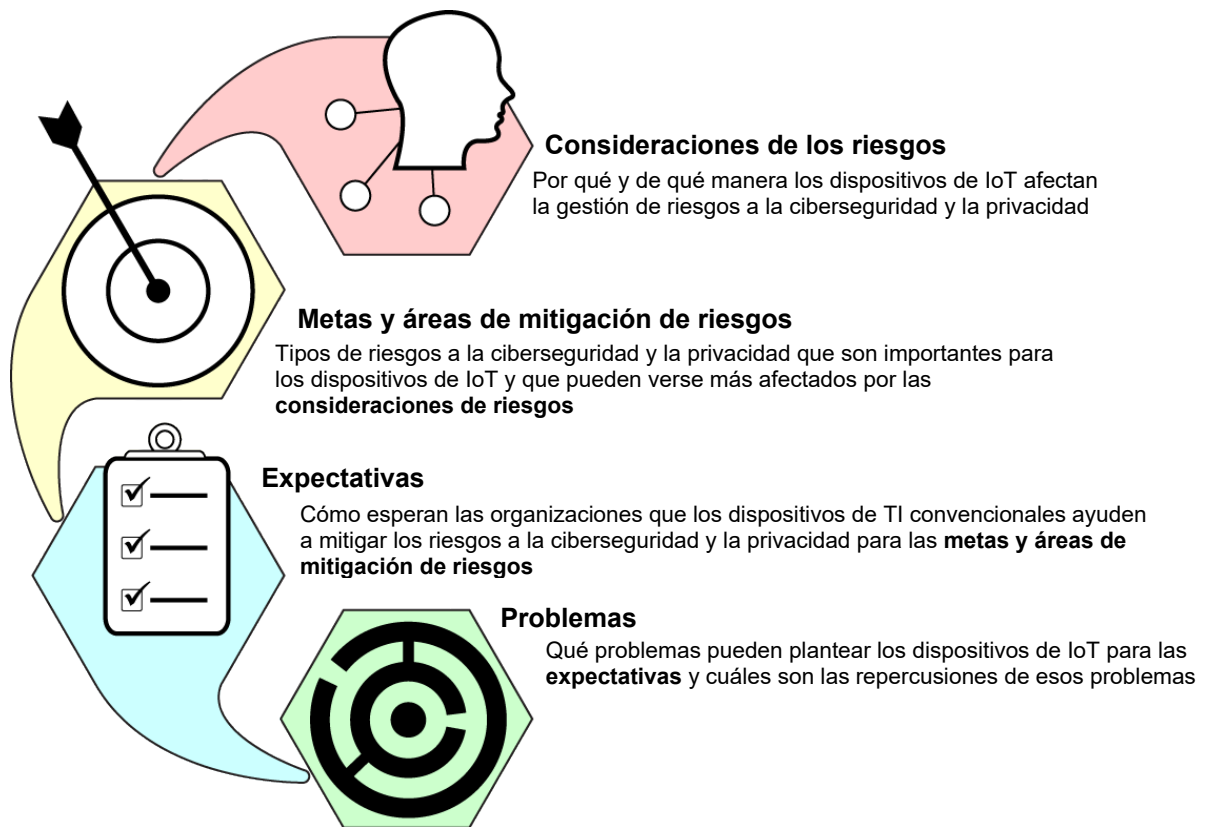 Consideraciones de los riesgos
Por qué y de qué manera los dispositivos de IoT afectan
la gestión de riesgos a la ciberseguridad y la privacidad
Metas y áreas de mitigación de riesgos
Tipos de riesgos a la ciberseguridad y la privacidad que son importantes para
los dispositivos de IoT y que pueden verse más afectados por las
consideraciones de riesgos
Expectativas
Cómo esperan las organizaciones que los dispositivos de TI convencionales ayuden
a mitigar los riesgos a la ciberseguridad y la privacidad para las metas y áreas de
mitigación de riesgos
Problemas
Qué problemas pueden plantear los dispositivos de IoT para las
expectativas y cuáles son las repercusiones de esos problemas